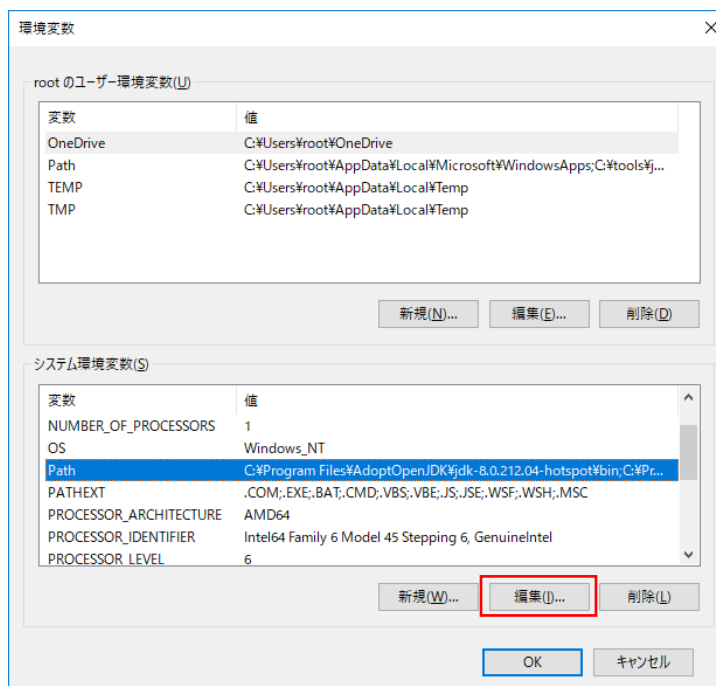 環境変数
root のユーザー環境変数(U)
変数 値
OneDrive C:¥Users¥root¥OneDrive
Path C:¥Users¥root¥AppData¥Local¥Microsoft¥WindowsApps;C:¥tools¥j...
TEMP C:¥Users¥root¥AppData¥Local¥Temp
TMP C:¥Users¥root¥AppData¥Local¥Temp
新規(N)... 編集(E)... 削除(D)
システム環境変数(S)
変数 値
NUMBER_OF_PROCESSORS 1
OS Windows_NT
Path C:¥Program Files¥AdoptOpenJDK¥jdk-8.0.212.04-hotspot¥bin;C:¥Pr...
PATHEXT .COM;.EXE;.BAT;.CMD;.VBS;.VBE;.JS;.JSE;.WSF;.WSH;.MSC
PROCESSOR_ARCHITECTURE AMD64
PROCESSOR_IDENTIFIER Intel64 Family 6 Model 45 Stepping 6, GenuineIntel
PROCESSOR_LEVEL 6
新規(W)... 編集(I)... 削除(L)
OK キャンセル